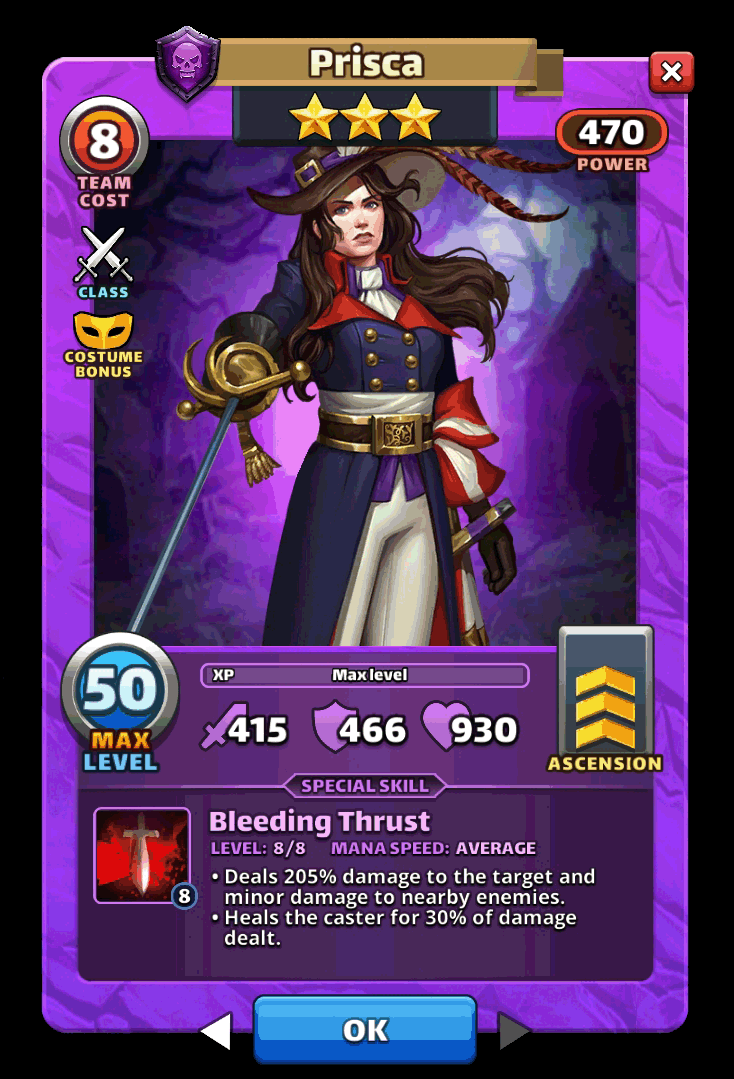 Prisca
8
TEAM
COST
470
POWER
CLASS
COSTUME
BONUS
50
MAX
LEVEL
XP Max level
415 466 930
ASCENSION
SPECIAL SKILL
Bleeding Thrust
LEVEL: 8/8 MANA SPEED: AVERAGE
8
• Deals 205% damage to the target and
minor damage to nearby enemies.
• Heals the caster for 30% of damage
dealt.
OK